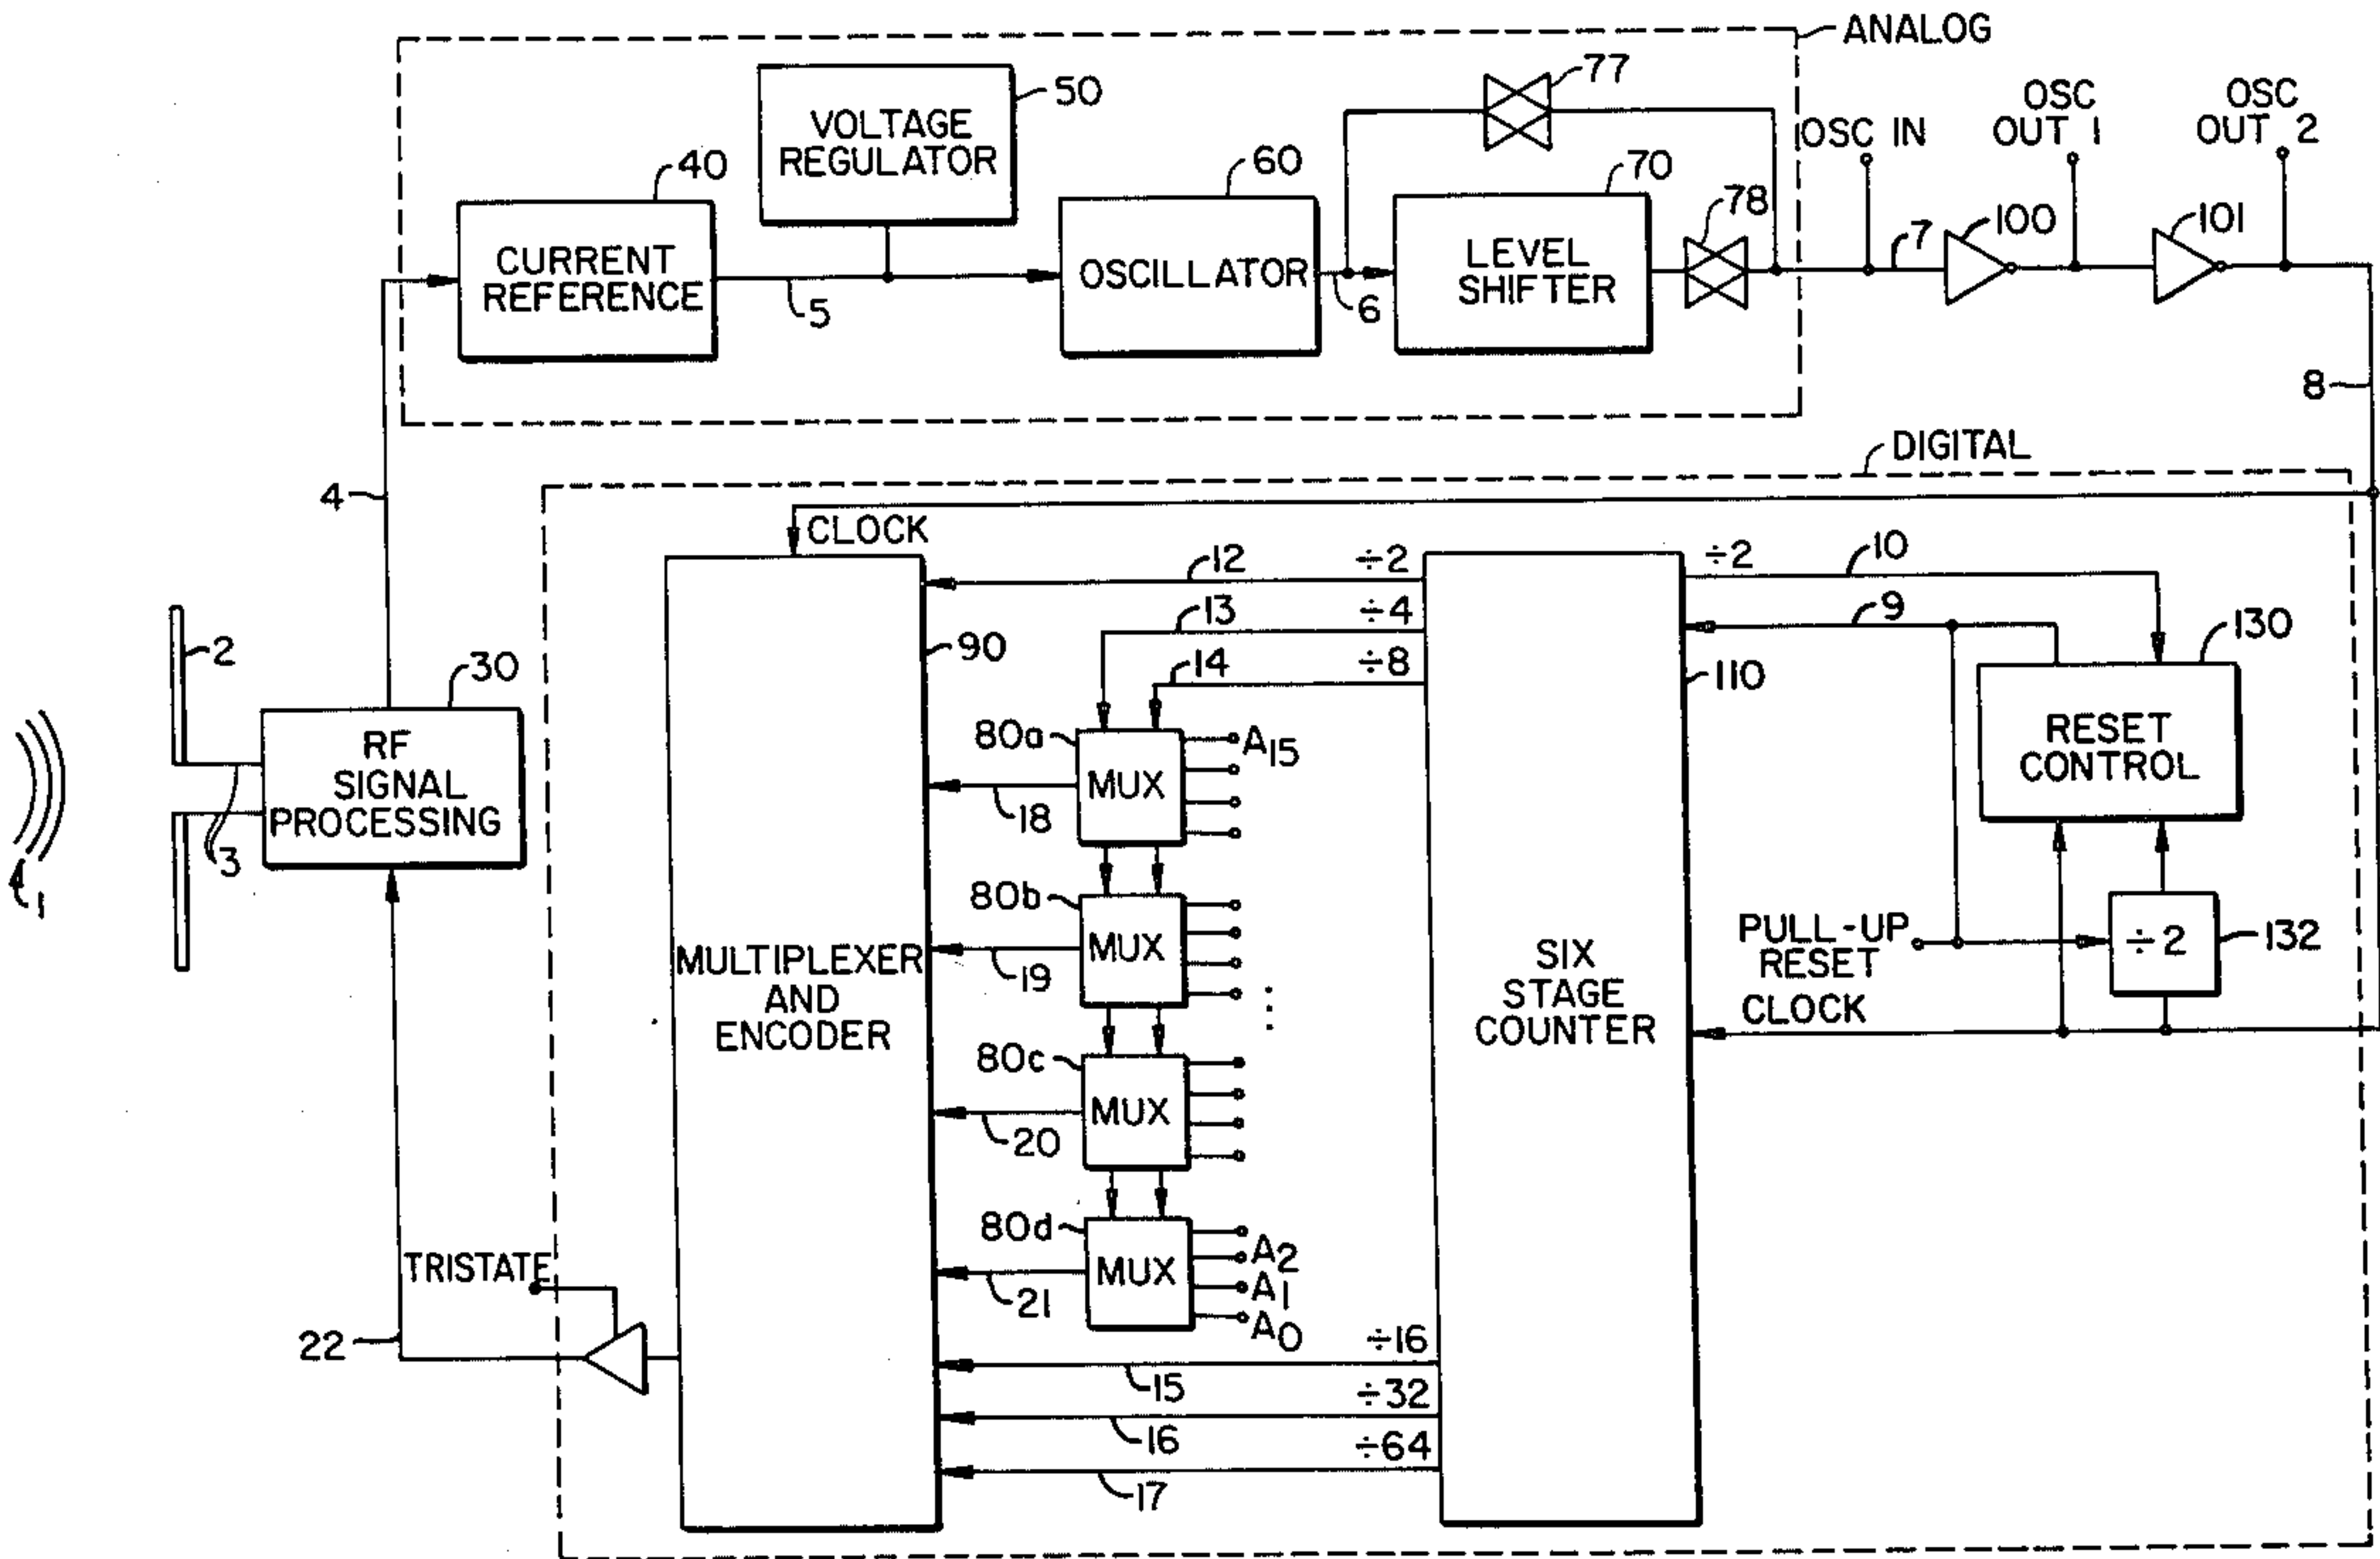 ANALOG
77
50
VOLTAGE
REGULATOR
OSC IN
OSC
OUT 1
OSC
OUT 2
40
60
70
78
7
100
101
CURRENT
REFERENCE
5
OSCILLATOR
6
LEVEL
SHIFTER
8
DIGITAL
4
CLOCK
12
÷2
÷2
10
13
÷4
9
2
30
90
14
÷8
110
130
RF
SIGNAL
PROCESSING
3
1
80a
MUX
A15
18
RESET
CONTROL
80b
MUX
19
PULL-UP
RESET
÷2
132
MULTIPLEXER
AND
ENCODER
SIX
STAGE
COUNTER
CLOCK
80c
MUX
20
80d
MUX
A2
A1
A0
21
TRISTATE
22
÷16
15
÷32
16
÷64
17